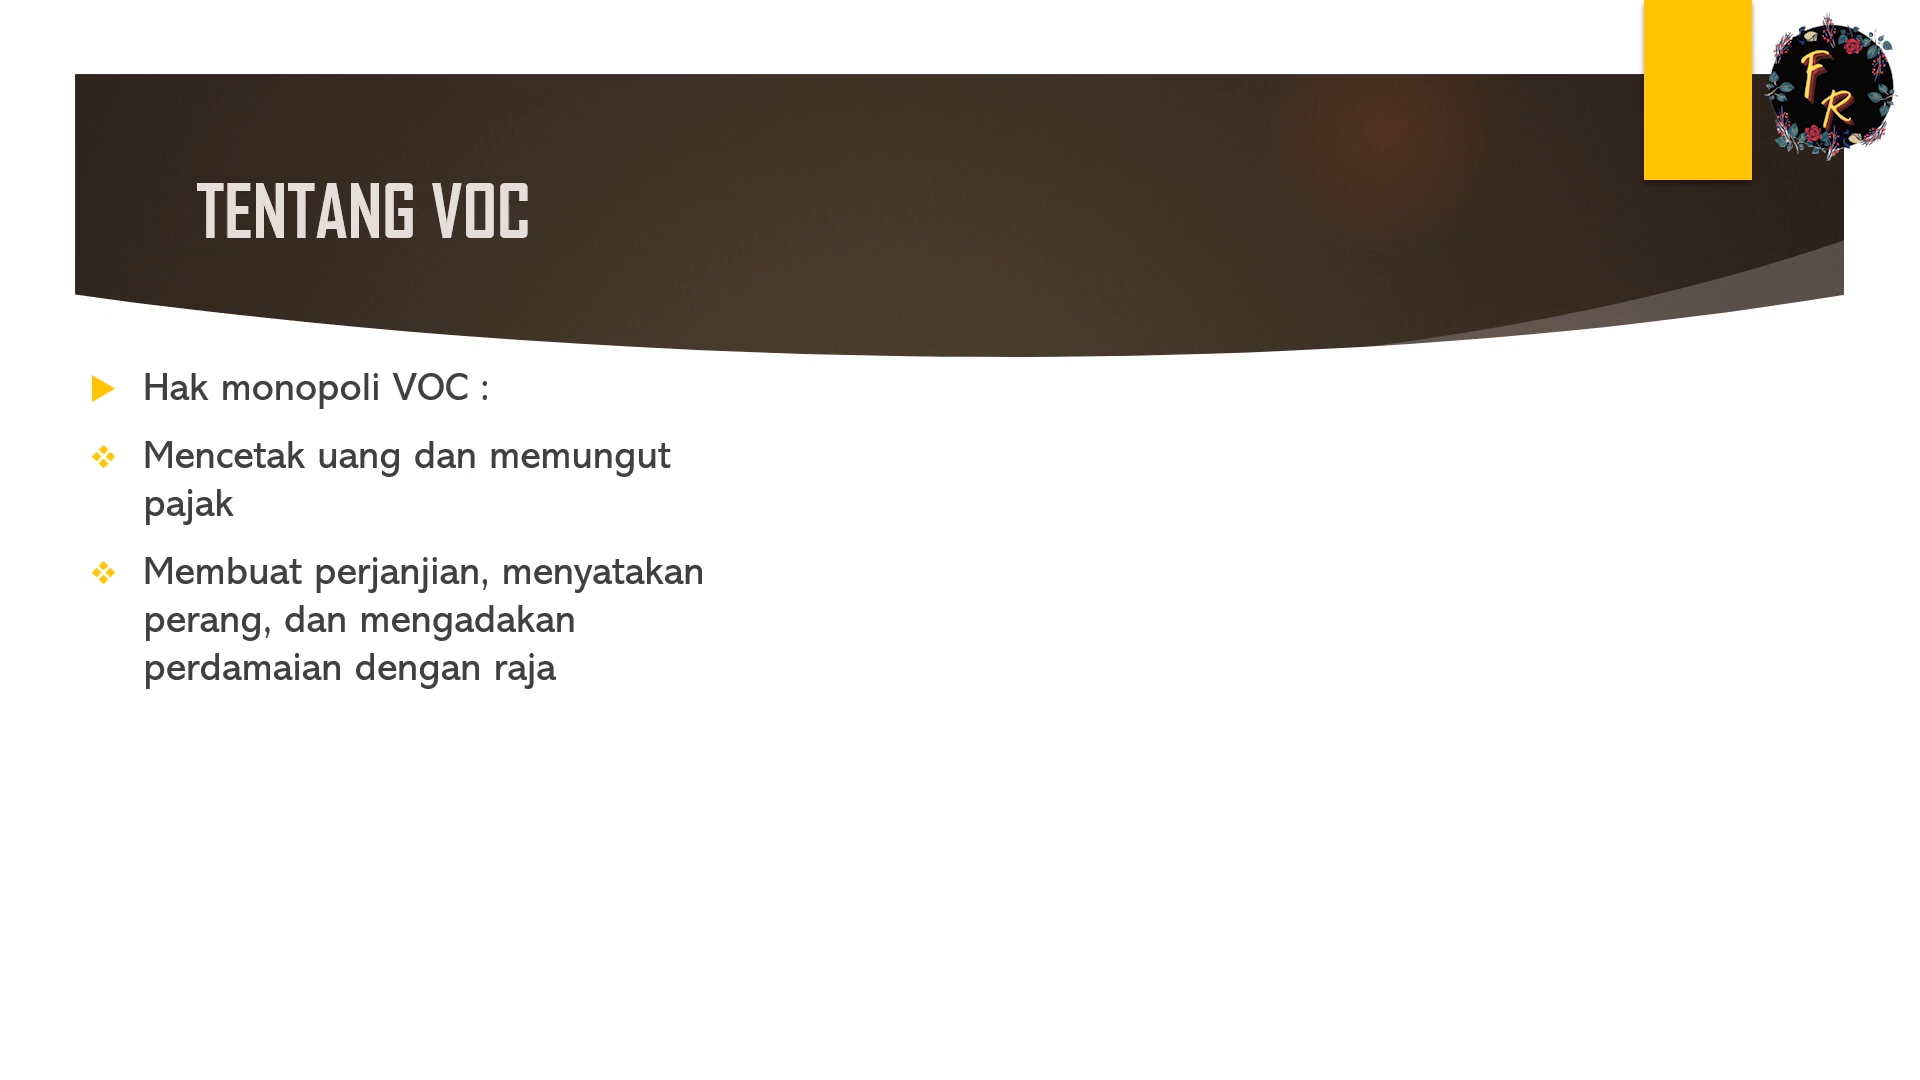 F
R
TENTANG VOC
Hak monopoli VOC :
Mencetak uang dan memungut
pajak
Membuat perjanjian, menyatakan
perang, dan mengadakan
perdamaian dengan raja